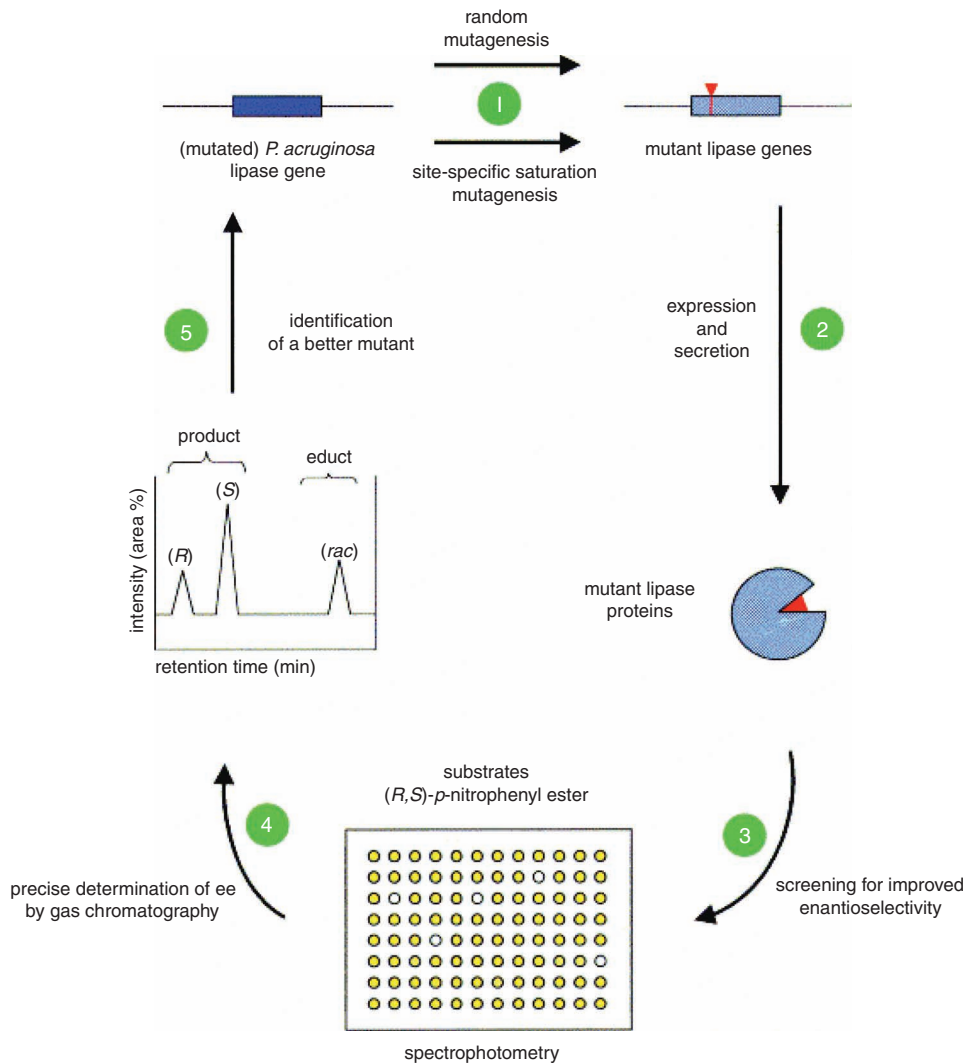 random
mutagenesis
1
(mutated) P. acruginosa
lipase gene
site-specific saturation
mutagenesis
mutant lipase genes
expression
and
secretion
2
5
identification
of a better mutant
product
educt
(S)
(R)
(rac)
intensity (area %)
retention time (min)
mutant lipase
proteins
substrates
(R,S)-p-nitrophenyl ester
4
3
precise determination of ee
by gas chromatography
screening for improved
enantioselectivity
spectrophotometry